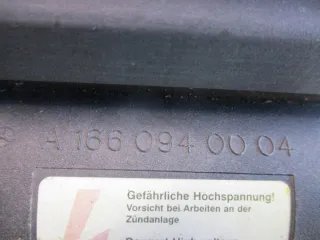 A 166 094 00 04
Gefährliche Hochspannung!
Vorsicht bei Arbeiten an der
Zündanlage